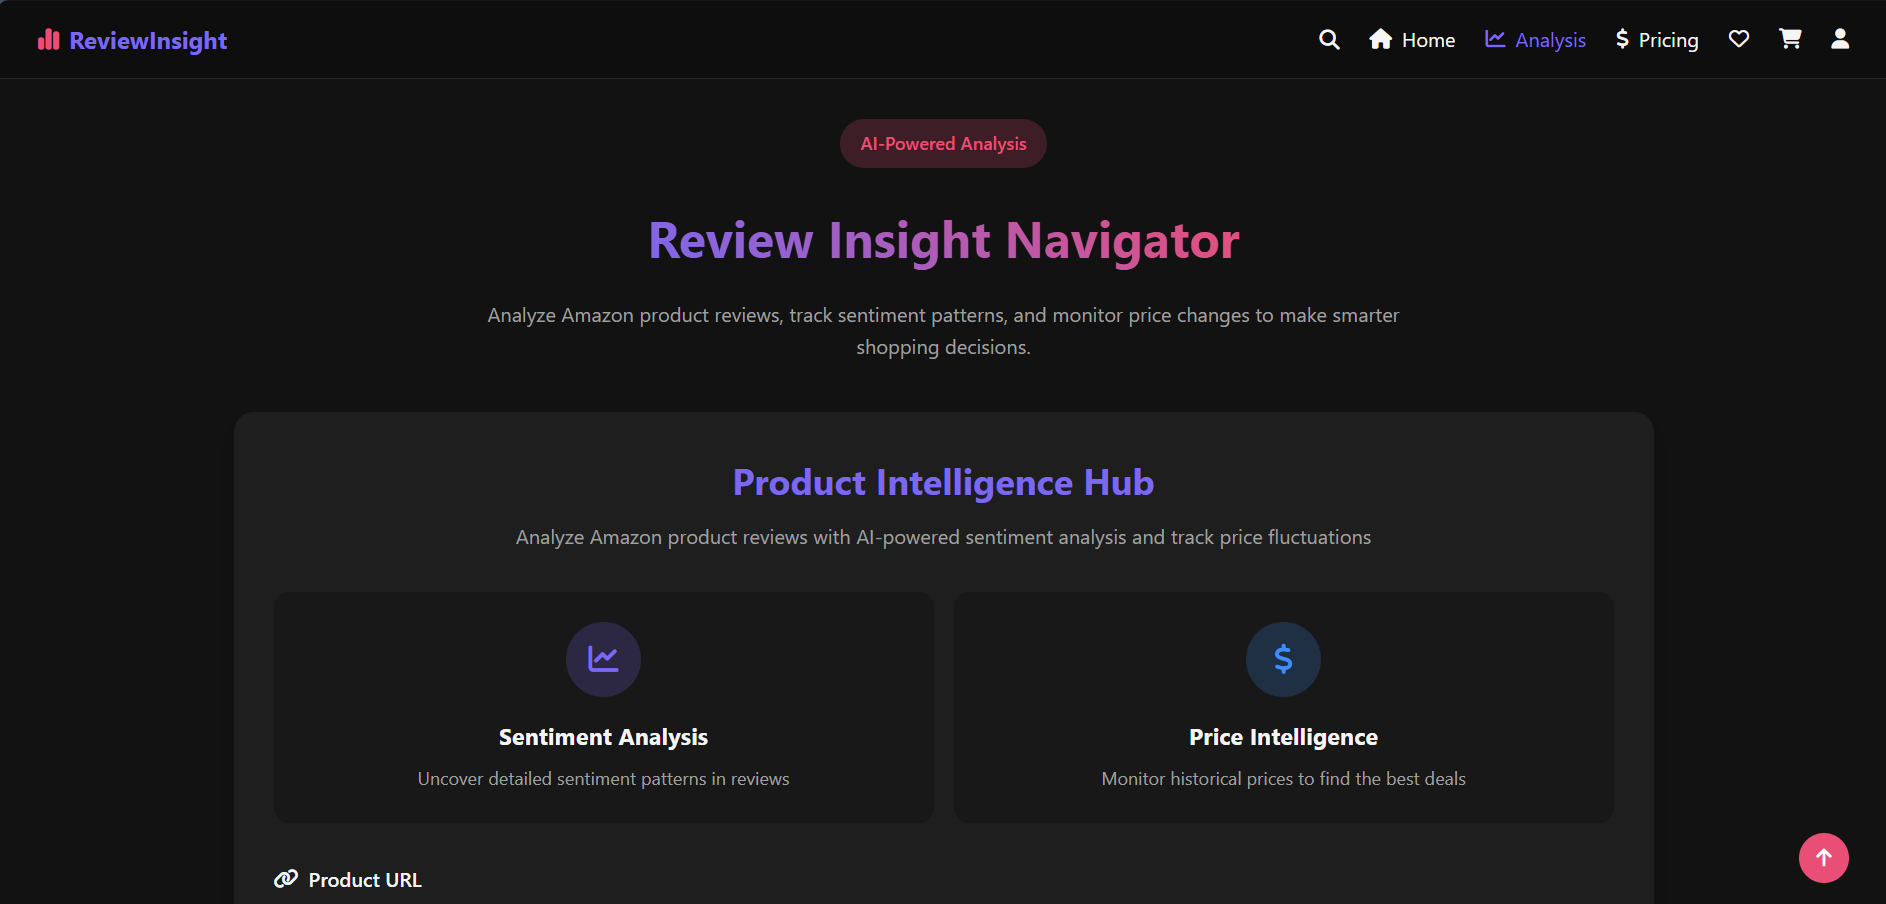 ReviewInsight
Home
Analysis
Pricing
AI-Powered Analysis
Review Insight Navigator
Analyze Amazon product reviews, track sentiment patterns, and monitor price changes to make smarter
shopping decisions.
Product Intelligence Hub
Analyze Amazon product reviews with AI-powered sentiment analysis and track price fluctuations
Sentiment Analysis
Uncover detailed sentiment patterns in reviews
Price Intelligence
Monitor historical prices to find the best deals
Product URL